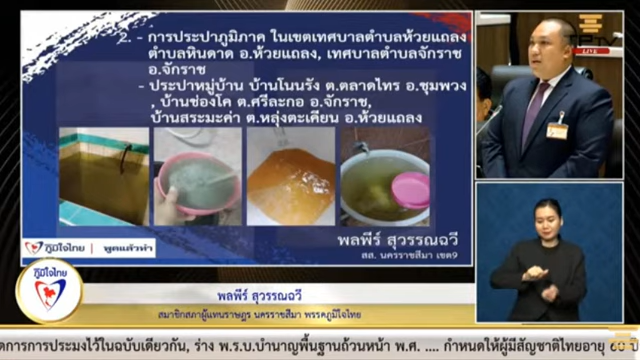 2. - การประปาภูมิภาค ในเขตเทศบาลตำบลห้วยแถลง
ตำบลหินดาด อ.ห้วยแถลง, เทศบาลตำบลจักราช
อ.จักราช
- ประปาหมู่บ้าน บ้านโนนรัง ต.ตลาดไทร อ.ชุมพวง
, บ้านช่องโค ต.ศรีละกอ อ.จักราช,
บ้านสระมะค่า ต.หลุ่งตะเคียน อ.ห้วยแถลง
LIVE
ภูมิใจไทย | พูดแล้วทำ
พลพีร์ สุวรรณฉวี
สส. นครราชสีมา เขต9
ภูมิใจไทย
พลพีร์ สุวรรณฉวี
สมาชิกสภาผู้แทนราษฎร นครราชสีมา พรรคภูมิใจไทย
การการประมงไว้ในฉบับเดียวกัน, ร่าง พ.ร.บ.บำนาญพื้นฐานถ้วนหน้า พ.ศ. .... กำหนดให้ผู้มีสัญชาติไทยอายุ 60 ปี